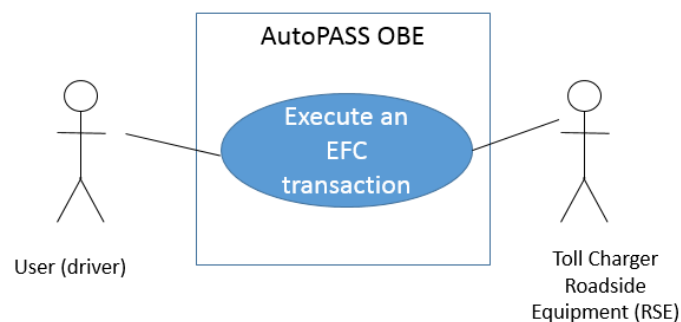 AutoPASS OBE
Execute an
EFC
transaction
User (driver)
Toll Charger
Roadside
Equipment (RSE)